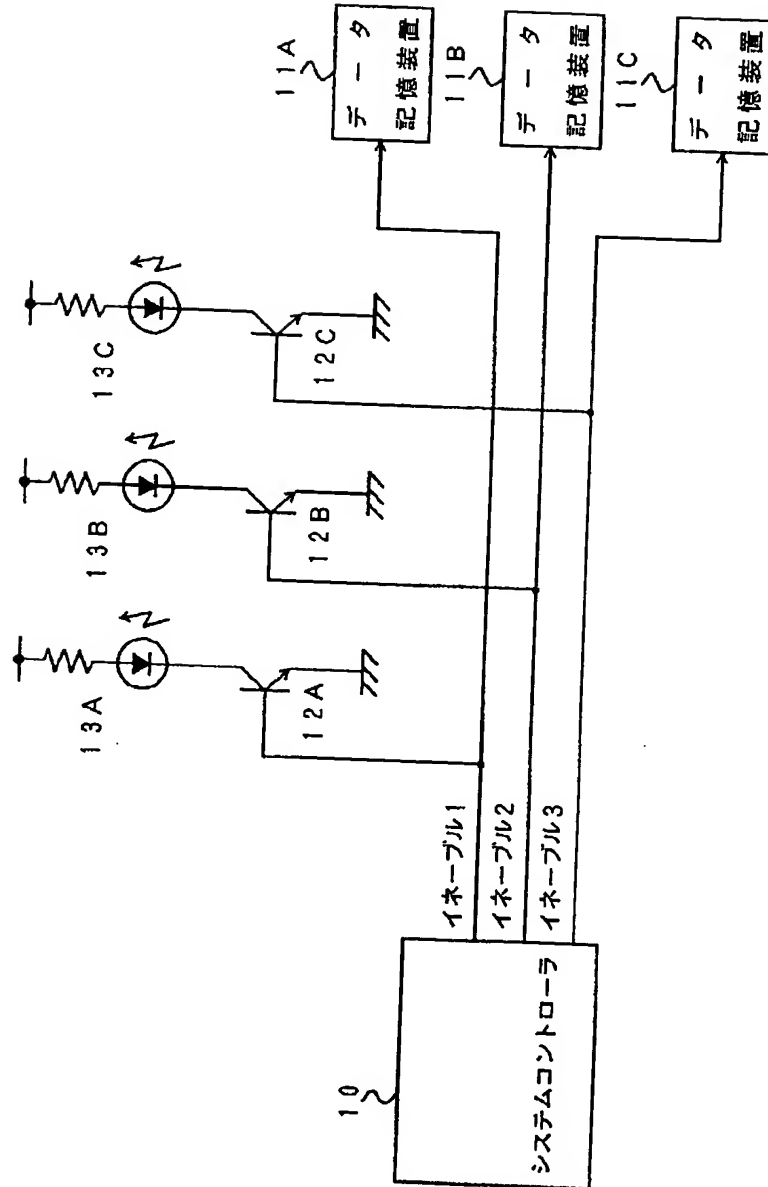 13A
13B
13C
12A
12B
12C
11A
データ
記憶装置
11B
データ
記憶装置
11C
データ
記憶装置
10
システムコントローラ
イネーブル1
イネーブル2
イネーブル3